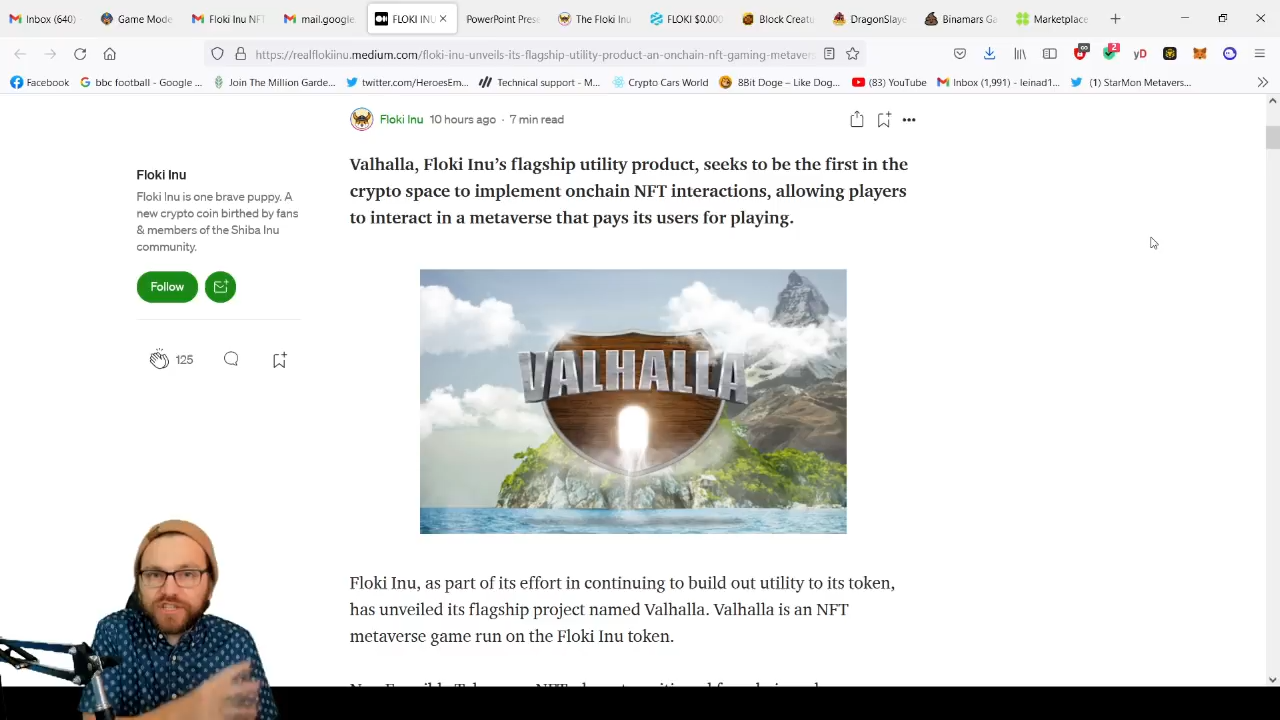 Inbox (640)
Game Mode
Floki Inu NFT
mail.google.
FLOKI INU
PowerPoint Pres
The Floki Inu
FLOKI $0.000
Block Creatu
DragonSlaye
Binamars Ga
Marketplace
https://realflokiinu.medium.com/floki-inu-unveils-its-flagship-utility-product-an-onchain-nft-gaming-metavers
2
yD
Facebook
bbc football - Google ...
Join The Million Garde...
twitter.com/HeroesEm...
Technical support - M...
Crypto Cars World
8Bit Doge – Like Dog...
(83) YouTube
Inbox (1,991) - leinad1...
(1) StarMon Metavers...
Floki Inu 10 hours ago · 7 min read
Floki Inu
Floki Inu is one brave puppy. A
new crypto coin birthed by fans
& members of the Shiba Inu
community.
Follow
125
Valhalla, Floki Inu’s flagship utility product, seeks to be the first in the
crypto space to implement onchain NFT interactions, allowing players
to interact in a metaverse that pays its users for playing.
VALHALLA
Floki Inu, as part of its effort in continuing to build out utility to its token,
has unveiled its flagship project named Valhalla. Valhalla is an NFT
metaverse game run on the Floki Inu token.